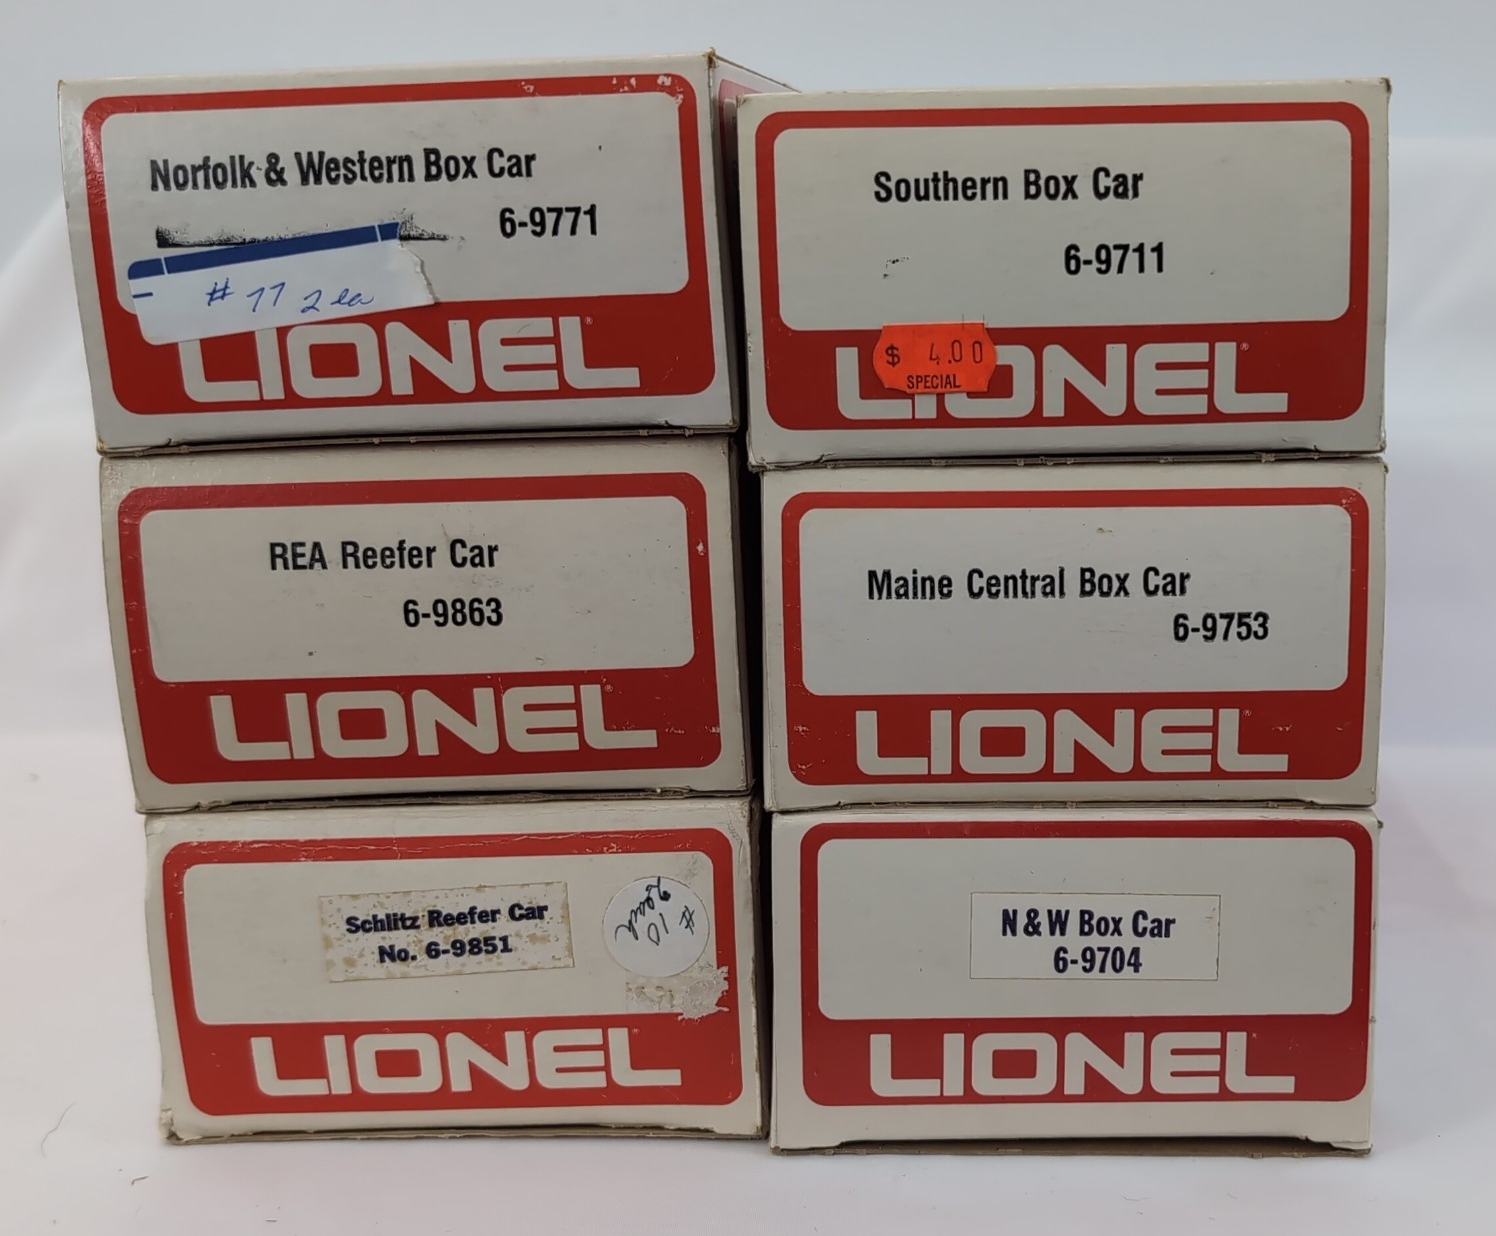 Norfolk & Western Box Car
6-9771
# 77 2 ea
LIONEL
Southern Box Car
6-9711
$ 4.00
SPECIAL
LIONEL
REA Reefer Car
6-9863
LIONEL
Maine Central Box Car
6-9753
LIONEL
Schlitz Reefer Car
No. 6-9851
# 10
LIONEL
N & W Box Car
6-9704
LIONEL